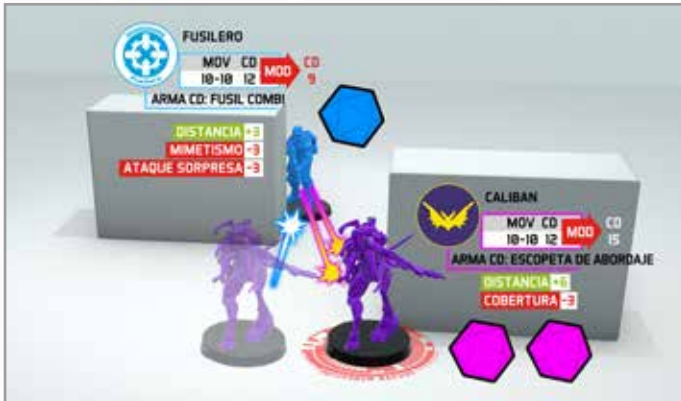 FUSILERO
MOV CD
10-10 12
MOD
CD
9
ARMA CD: FUSIL COMBI
DISTANCIA +3
MIMETISMO -3
ATAQUE SORPRESA -3
CALIBAN
MOV CD
10-10 12
MOD
CD
15
ARMA CD: ESCOPETA DE ABORDAJE
DISTANCIA +6
COBERTURA -3